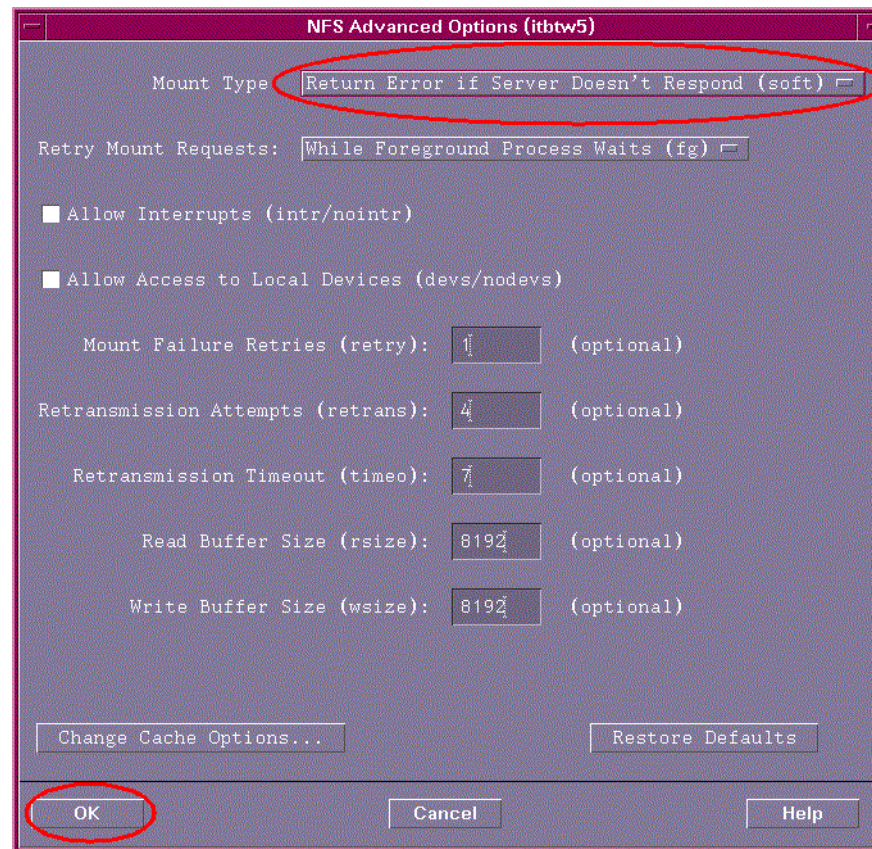 NFS Advanced Options (itbtw5)
Mount Type Return Error if Server Doesn't Respond (soft)
Retry Mount Requests: While Foreground Process Waits (fg)
Allow Interrupts (intr/nointr)
Allow Access to Local Devices (devs/nodevs)
Mount Failure Retries (retry): 1 (optional)
Retransmission Attempts (retrans): 4 (optional)
Retransmission Timeout (timeo): 7 (optional)
Read Buffer Size (rsize): 8192 (optional)
Write Buffer Size (wsize): 8192 (optional)
Change Cache Options... Restore Defaults
OK Cancel Help